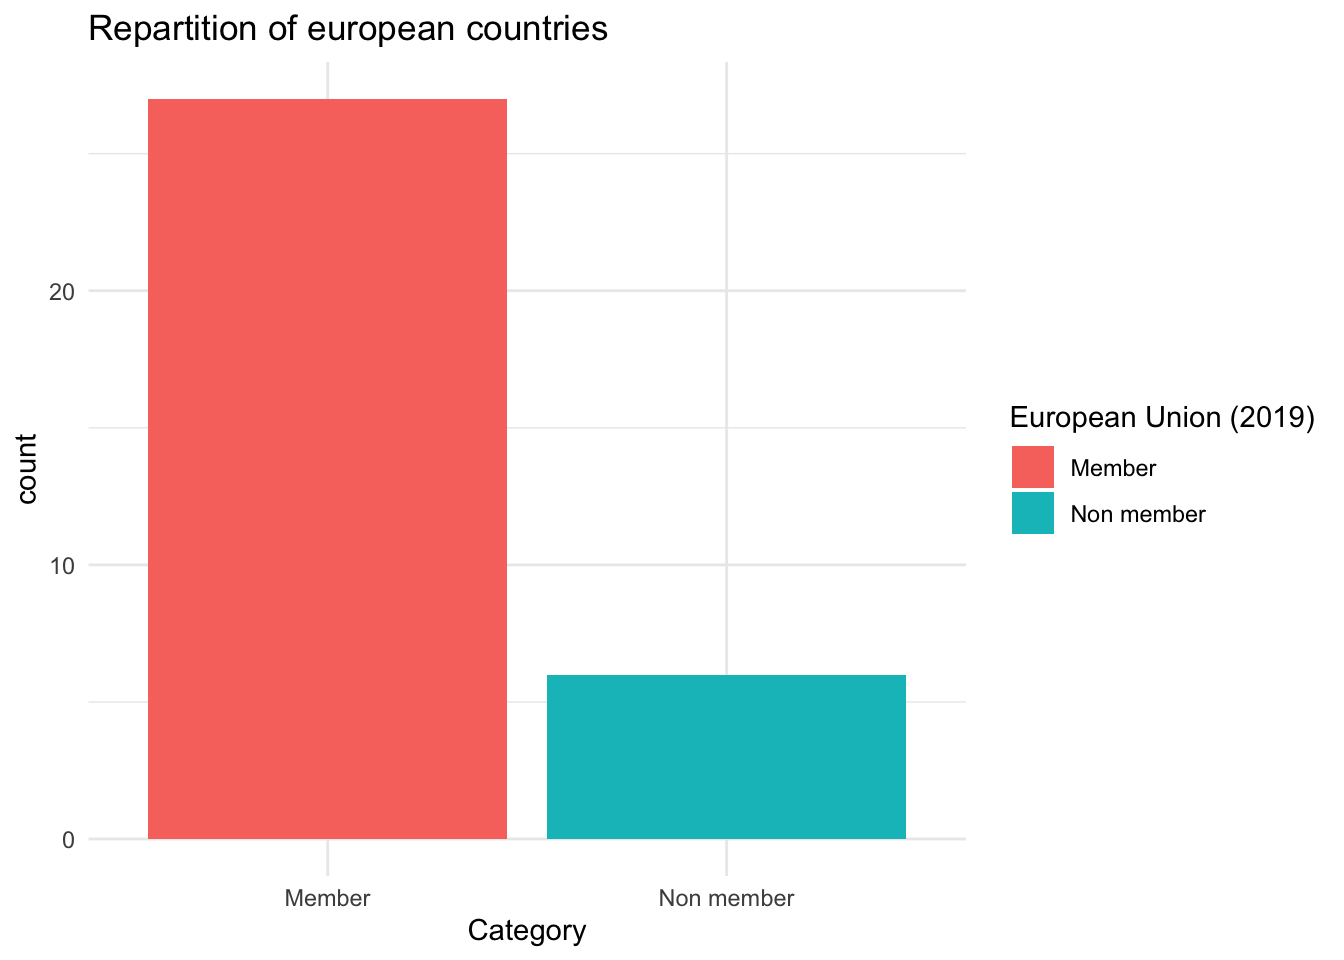 Repartition of european countries
20
10
0
count
Member
Non member
Category
European Union (2019)
Member
Non member